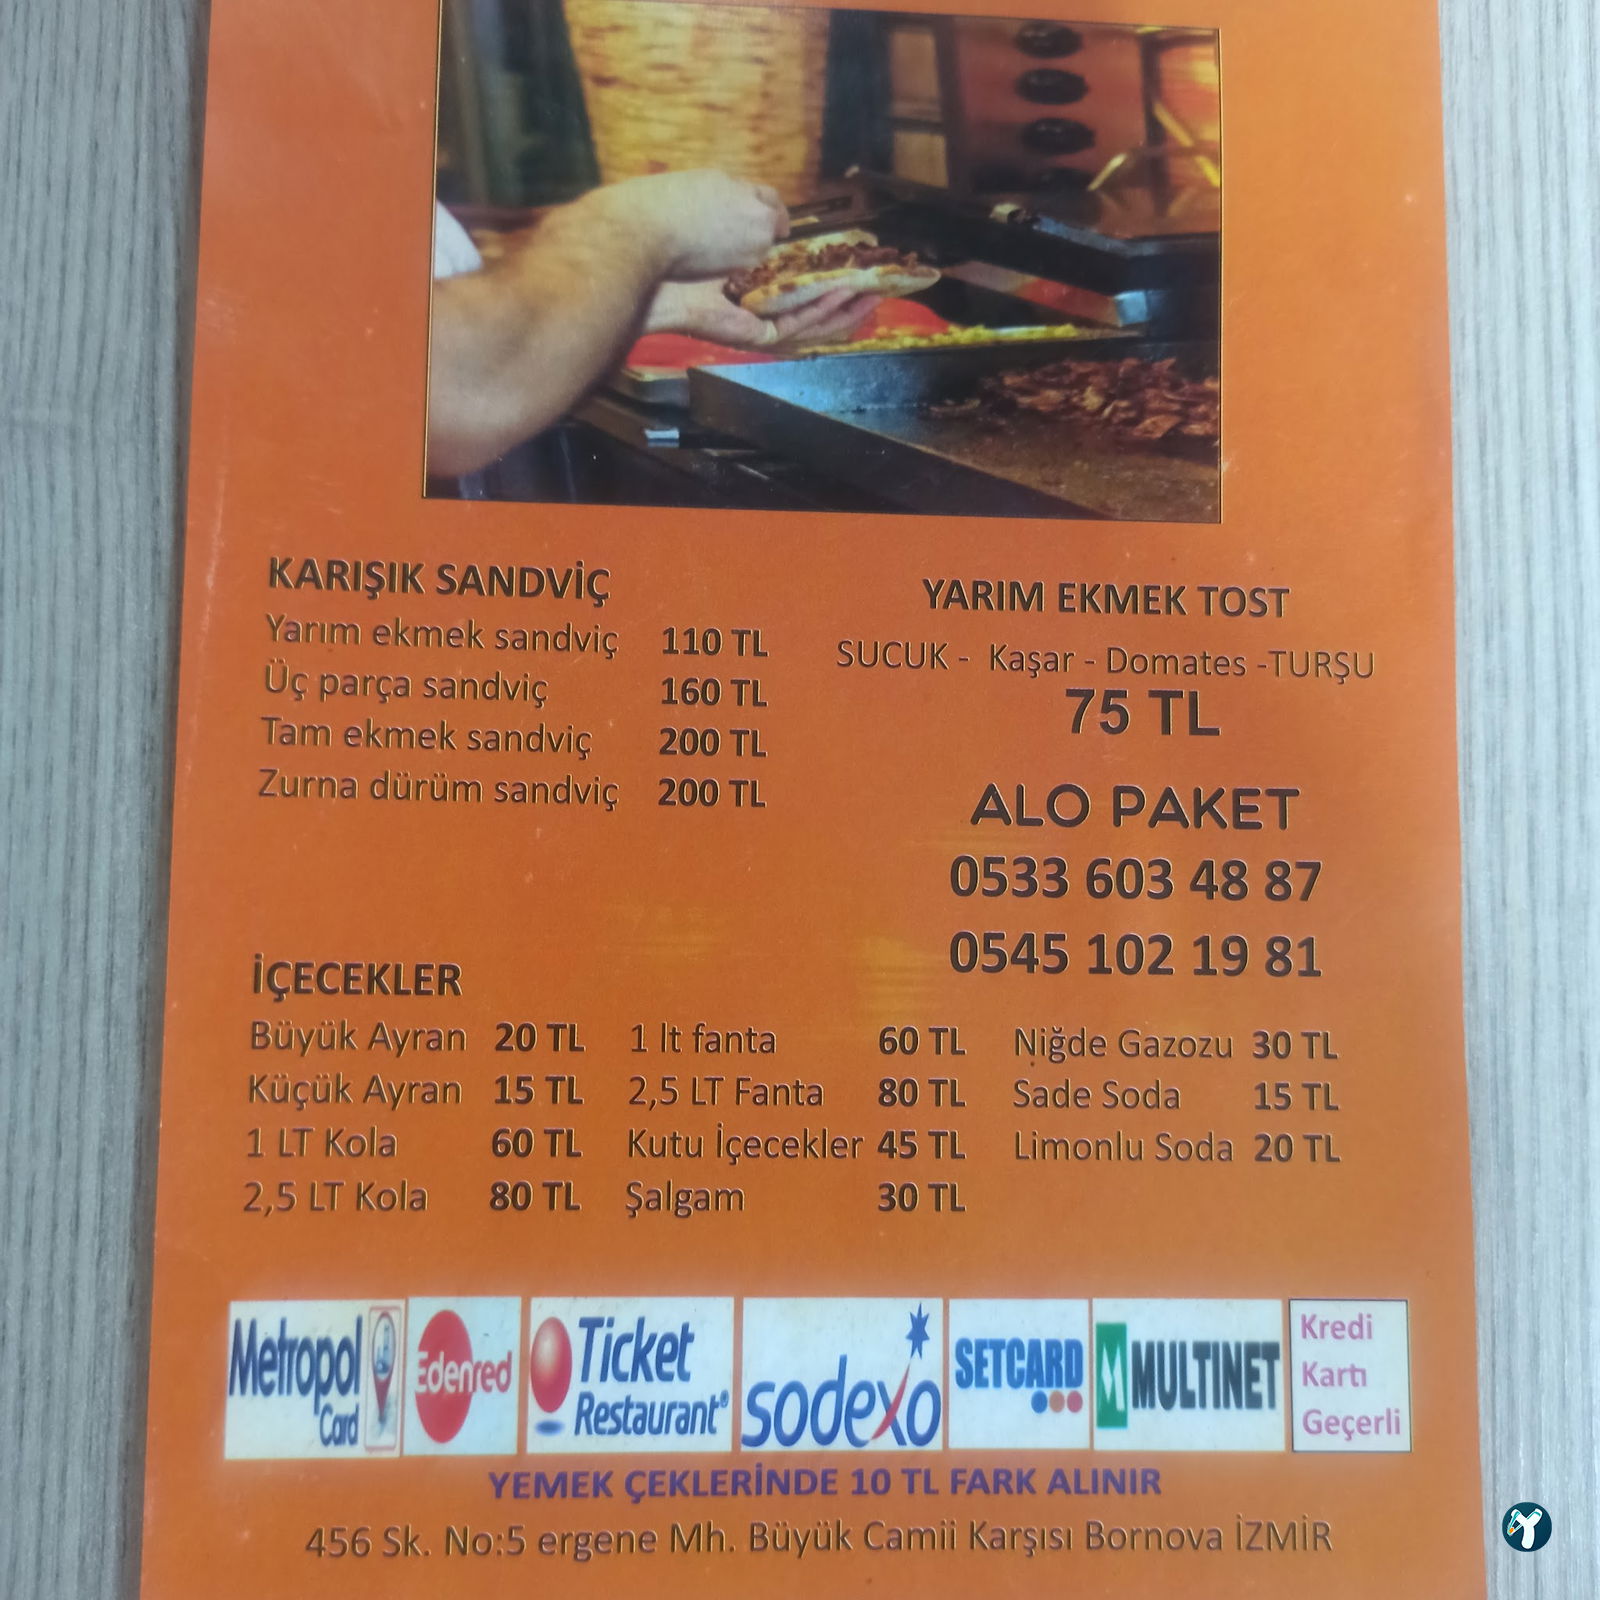 KARIŞIK SANDVİÇ
Yarım ekmek sandviç 110 TL
Üç parça sandviç 160 TL
Tam ekmek sandviç 200 TL
Zurna dürüm sandviç 200 TL
YARIM EKMEK TOST
SUCUK - Kaşar - Domates -TURŞU
75 TL
ALO PAKET
0533 603 48 87
0545 102 19 81
İÇECEKLER
Büyük Ayran 20 TL 1 lt fanta 60 TL Niğde Gazozu 30 TL
Küçük Ayran 15 TL 2,5 LT Fanta 80 TL Sade Soda 15 TL
1 LT Kola 60 TL Kutu İçecekler 45 TL Limonlu Soda 20 TL
2,5 LT Kola 80 TL Şalgam 30 TL
Metropol Card
Edenred
Ticket
Restaurant®
sodexo
SETCARD
MULTINET
Kredi
Kartı
Geçerli
YEMEK ÇEKLERİNDE 10 TL FARK ALINIR
456 Sk. No:5 ergene Mh. Büyük Camii Karşısı Bornova İZMİR